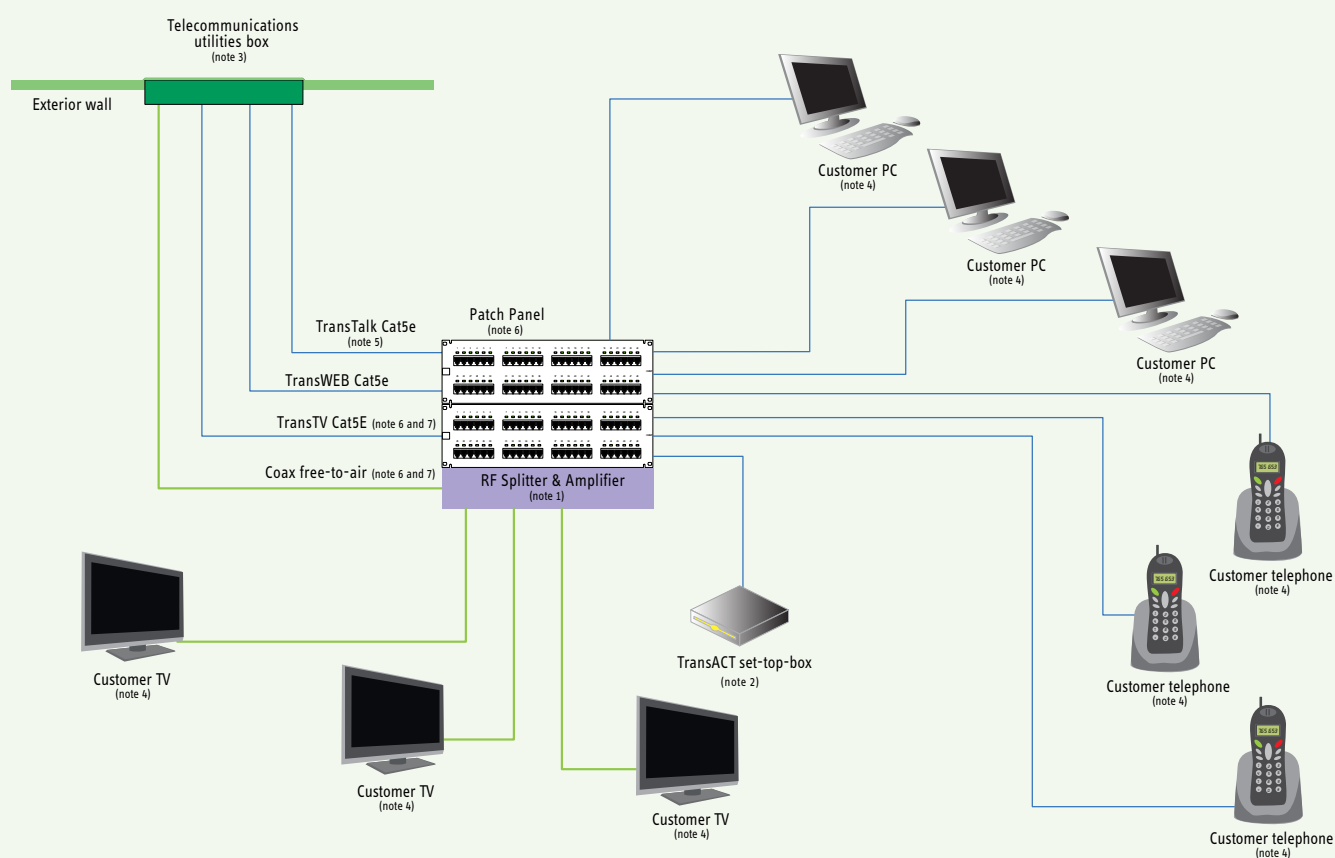 Telecommunications
utilities box
(note 3)
Exterior wall
Customer PC
(note 4)
Customer PC
(note 4)
Customer PC
(note 4)
Patch Panel
(note 6)
TransTalk Cat5e
(note 5)
TransWEB Cat5e
TransTV Cat5E (note 6 and 7)
Coax free-to-air (note 6 and 7)
RF Splitter & Amplifier
(note 1)
TransACT set-top-box
(note 2)
Customer telephone
(note 4)
Customer telephone
(note 4)
Customer telephone
(note 4)
Customer TV
(note 4)
Customer TV
(note 4)
Customer TV
(note 4)